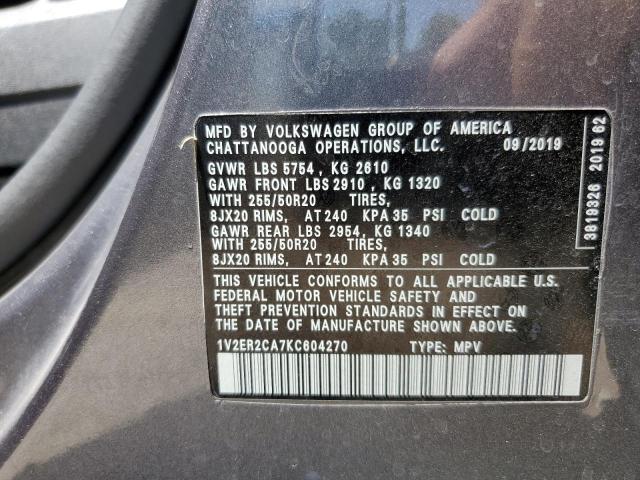 MFD BY VOLKSWAGEN GROUP OF AMERICA
CHATTANOOGA OPERATIONS, LLC. 09/2019
GVWR LBS 5754 , KG 2610
GAWR FRONT LBS 2910 , KG 1320
WITH 255/50R20 TIRES,
8JX20 RIMS, AT 240 KPA 35 PSI COLD
GAWR REAR LBS 2954, KG 1340
WITH 255/50R20 TIRES,
8JX20 RIMS, AT 240 KPA 35 PSI COLD
THIS VEHICLE CONFORMS TO ALL APPLICABLE U.S.
FEDERAL MOTOR VEHICLE SAFETY AND
THEFT PREVENTION STANDARDS IN EFFECT ON THE
DATE OF MANUFACTURE SHOWN ABOVE.
1V2ER2CA7KC604270 TYPE: MPV
3819326 2019 62